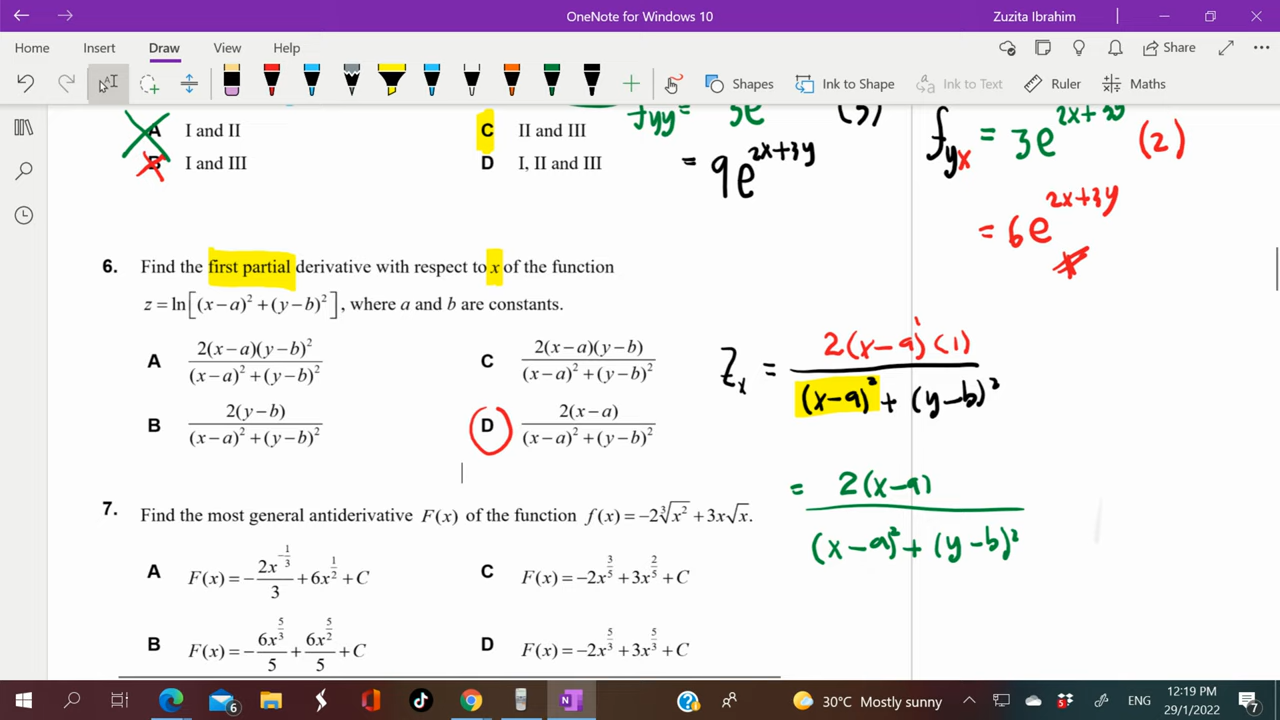 OneNote for Windows 10
Zuzita Ibrahim
Home Insert Draw View Help
Share
Shapes Ink to Shape Ink to Text Ruler Maths
A I and II C II and III
B I and III D I, II and III
= 9e^{2x+3y}
f_{yx} = 3e^{2x+3y} (2)
= 6e^{2x+3y}
6. Find the first partial derivative with respect to x of the function
z = ln[(x−a)²+(y−b)²], where a and b are constants.
A 2(x−a)(y−b)² / (x−a)²+(y−b)² C 2(x−a)(y−b) / (x−a)²+(y−b)²
B 2(y−b) / (x−a)²+(y−b)² D 2(x−a) / (x−a)²+(y−b)²
Z_x = 2(x−a)¹(1) / (x−a)² + (y−b)²
= 2(x−a) / (x−a)² + (y−b)²
7. Find the most general antiderivative F(x) of the function f(x) = −2∛x² + 3x√x.
A F(x) = −2x^{−1/3}/3 + 6x^{1/2} + C C F(x) = −2x^{3/5} + 3x^{2/5} + C
B F(x) = −6x^{5/3}/5 + 6x^{5/2}/5 + C D F(x) = −2x^{5/3} + 3x^{5/3} + C
6
30°C Mostly sunny
ENG
12:19 PM
29/1/2022
7